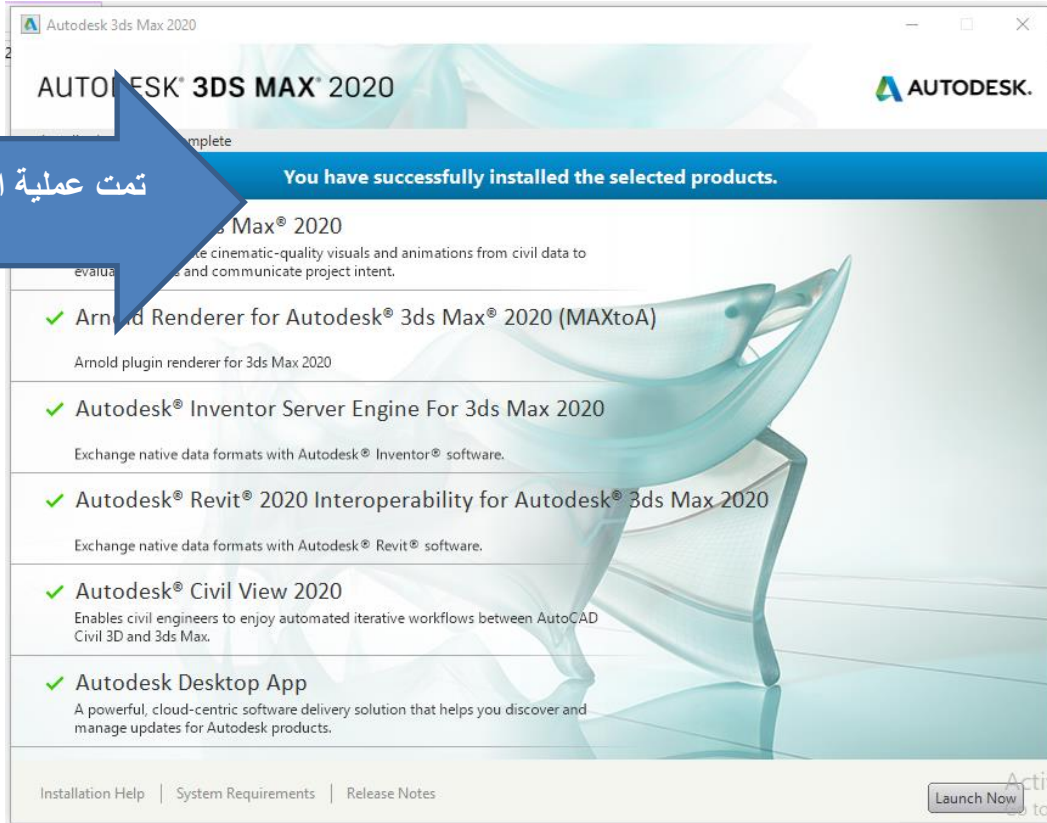 Autodesk 3ds Max 2020
AUTODESK® 3DS MAX® 2020
AUTODESK.
تمت عملية
You have successfully installed the selected products.
Max® 2020
cinematic-quality visuals and animations from civil data to
and communicate project intent.
Arnold Renderer for Autodesk® 3ds Max® 2020 (MAXtoA)
Arnold plugin renderer for 3ds Max 2020
Autodesk® Inventor Server Engine For 3ds Max 2020
Exchange native data formats with Autodesk® Inventor® software.
Autodesk® Revit® 2020 Interoperability for Autodesk® 3ds Max 2020
Exchange native data formats with Autodesk® Revit® software.
Autodesk® Civil View 2020
Enables civil engineers to enjoy automated iterative workflows between AutoCAD
Civil 3D and 3ds Max.
Autodesk Desktop App
A powerful, cloud-centric software delivery solution that helps you discover and
manage updates for Autodesk products.
Installation Help | System Requirements | Release Notes
Launch Now